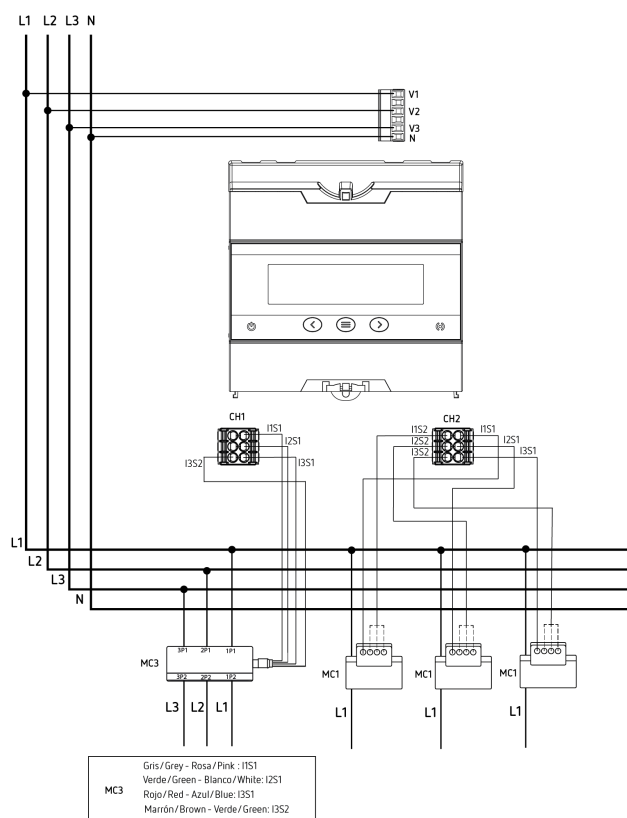 L1 L2 L3 N
V1
V2
V3
N
CH1
I1S1
I2S1
I3S2 I3S1
CH2
I1S2 I1S1
I2S2 I2S1
I3S2 I3S1
L1
L2
L3
N
3P1 2P1 1P1
MC3
3P2 2P2 1P2
MC1 MC1 MC1
L3 L2 L1 L1 L1 L1
Gris/Grey - Rosa/Pink : I1S1
Verde/Green - Blanco/White: I2S1
MC3
Rojo/Red - Azul/Blue: I3S1
Marrón/Brown - Verde/Green: I3S2